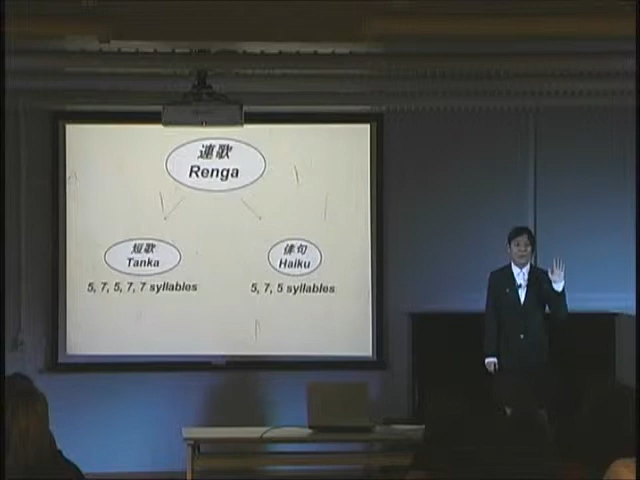 連歌
Renga
短歌
Tanka
俳句
Haiku
5, 7, 5, 7, 7 syllables
5, 7, 5 syllables